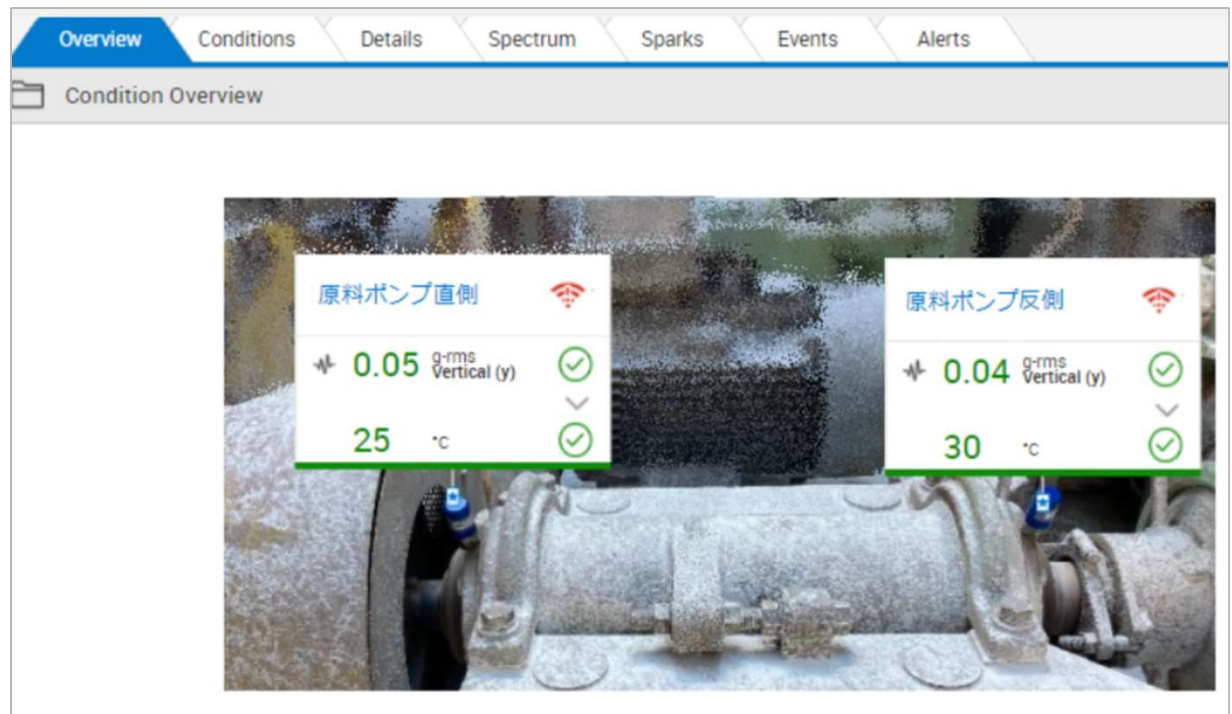 Overview Conditions Details Spectrum Sparks Events Alerts
Condition Overview
原料ポンプ直側
0.05 g-rms
Vertical (y)
25 °C
原料ポンプ反側
0.04 g-rms
Vertical (y)
30 °C